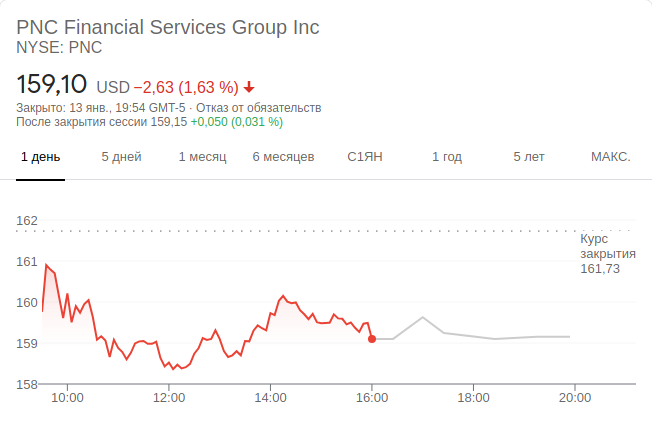 PNC Financial Services Group Inc
NYSE: PNC
159,10 USD −2,63 (1,63 %)
Закрыто: 13 янв., 19:54 GMT-5 · Отказ от обязательств
После закрытия сессии 159,15 +0,050 (0,031 %)
1 день 5 дней 1 месяц 6 месяцев С1ЯН 1 год 5 лет МАКС.
162
Курс
закрытия
161,73
161
160
159
158
10:00 12:00 14:00 16:00 18:00 20:00